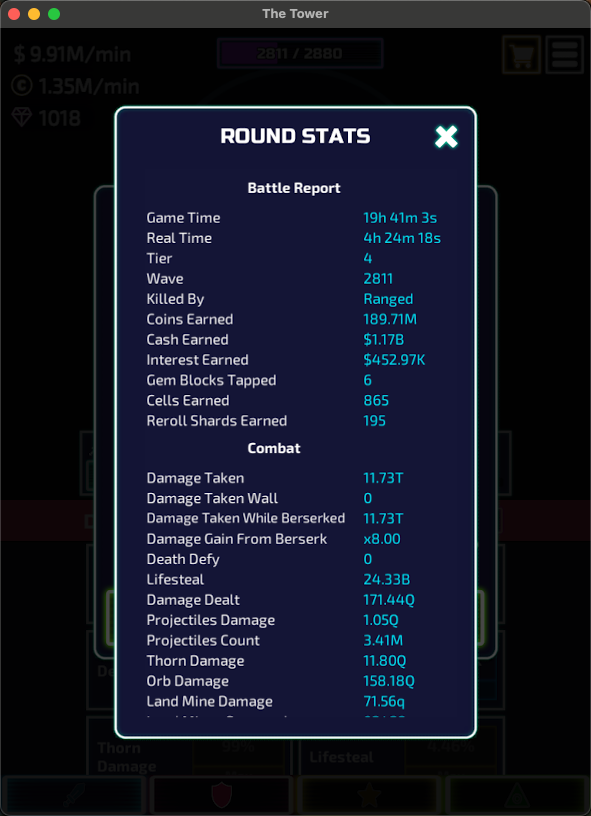 The Tower
$ 9.91M/min
2811 / 2880
© 1.35M/min
1018
ROUND STATS
Battle Report
Game Time 19h 41m 3s
Real Time 4h 24m 18s
Tier 4
Wave 2811
Killed By Ranged
Coins Earned 189.71M
Cash Earned $1.17B
Interest Earned $452.97K
Gem Blocks Tapped 6
Cells Earned 865
Reroll Shards Earned 195
Combat
Damage Taken 11.73T
Damage Taken Wall 0
Damage Taken While Berserked 11.73T
Damage Gain From Berserk x8.00
Death Defy 0
Lifesteal 24.33B
Damage Dealt 171.44Q
Projectiles Damage 1.05Q
Projectiles Count 3.41M
Thorn Damage 11.80Q
Orb Damage 158.18Q
Land Mine Damage 71.56q
Thorn Damage 99%
Lifesteal 4.46%